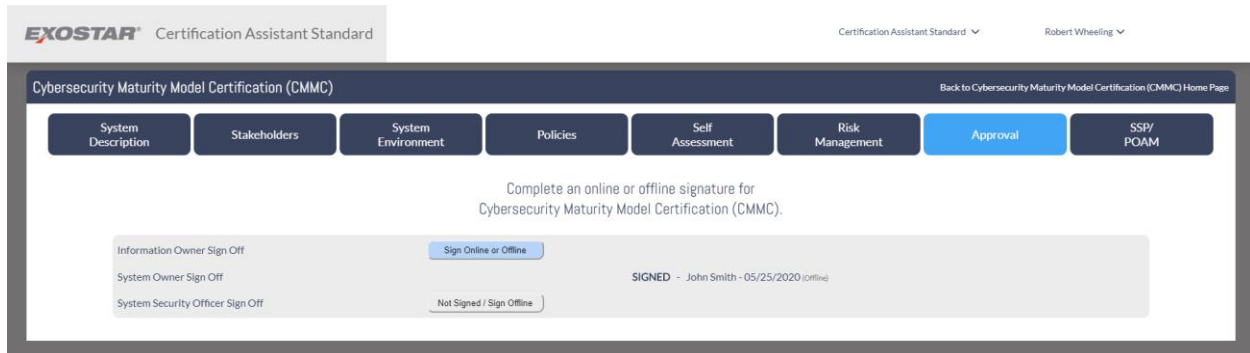 EXOSTAR® Certification Assistant Standard
Certification Assistant Standard
Robert Wheeling
Cybersecurity Maturity Model Certification (CMMC)
Back to Cybersecurity Maturity Model Certification (CMMC) Home Page
System
Description
Stakeholders
System
Environment
Policies
Self
Assessment
Risk
Management
Approval
SSP/
POAM
Complete an online or offline signature for
Cybersecurity Maturity Model Certification (CMMC).
Information Owner Sign Off
Sign Online or Offline
System Owner Sign Off
SIGNED - John Smith - 05/25/2020 (Offline)
System Security Officer Sign Off
Not Signed / Sign Offline